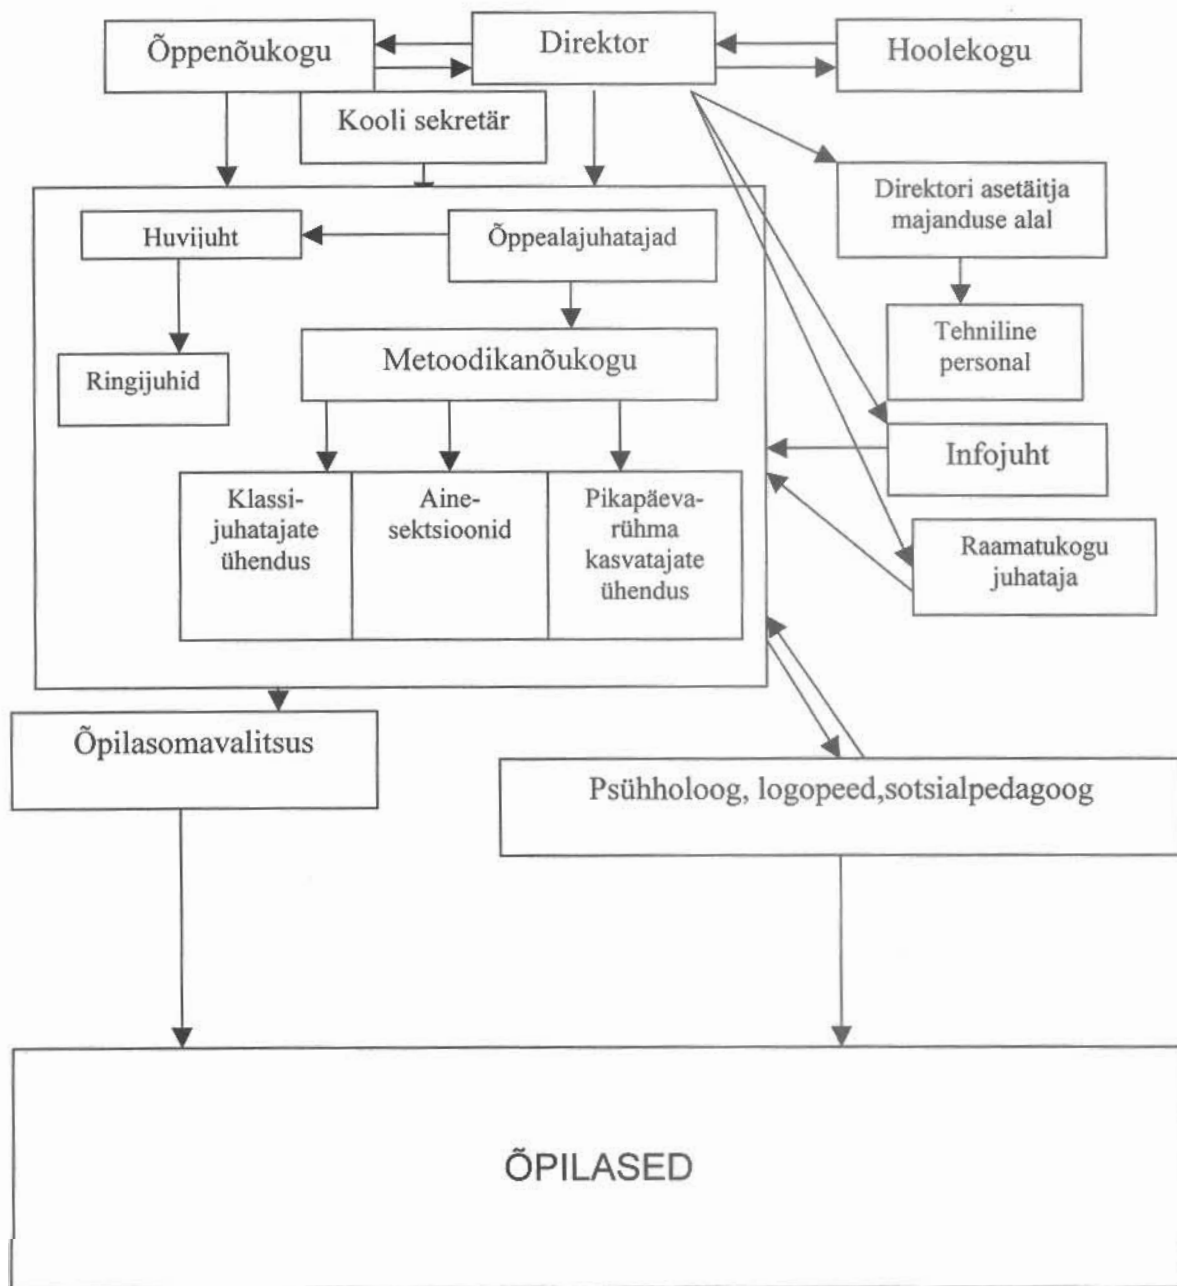 Õppenõukogu
Direktor
Hoolekogu
Kooli sekretär
Direktori asetäitja
majanduse alal
Huvijuht
Õppealajuhatajad
Tehniline
personal
Metoodikanõukogu
Ringijuhid
Infojuht
Klassi-
juhatajate
ühendus
Aine-
sektsioonid
Pikapäeva-
rühma
kasvatajate
ühendus
Raamatukogu
juhataja
Õpilasomavalitsus
Psühholoog, logopeed,sotsialpedagoog
ÕPILASED